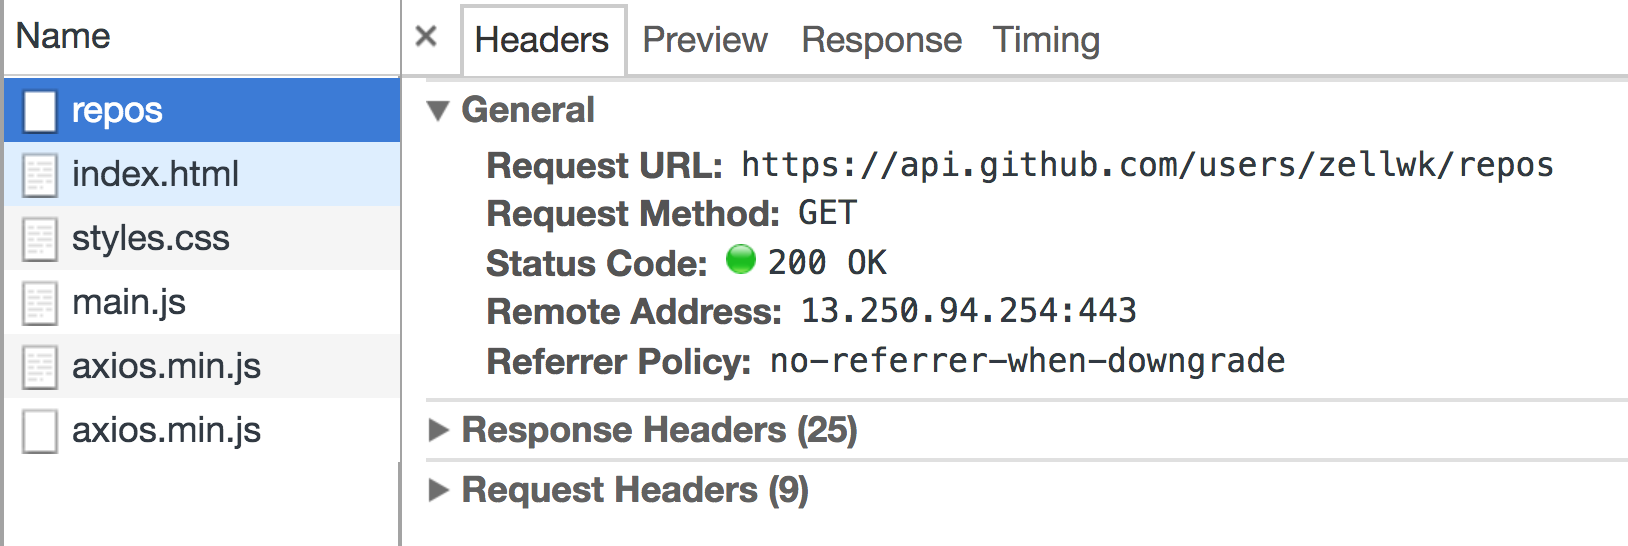 Name
Headers Preview Response Timing
repos
index.html
styles.css
main.js
axios.min.js
axios.min.js
General
Request URL: https://api.github.com/users/zellwk/repos
Request Method: GET
Status Code: 200 OK
Remote Address: 13.250.94.254:443
Referrer Policy: no-referrer-when-downgrade
Response Headers (25)
Request Headers (9)